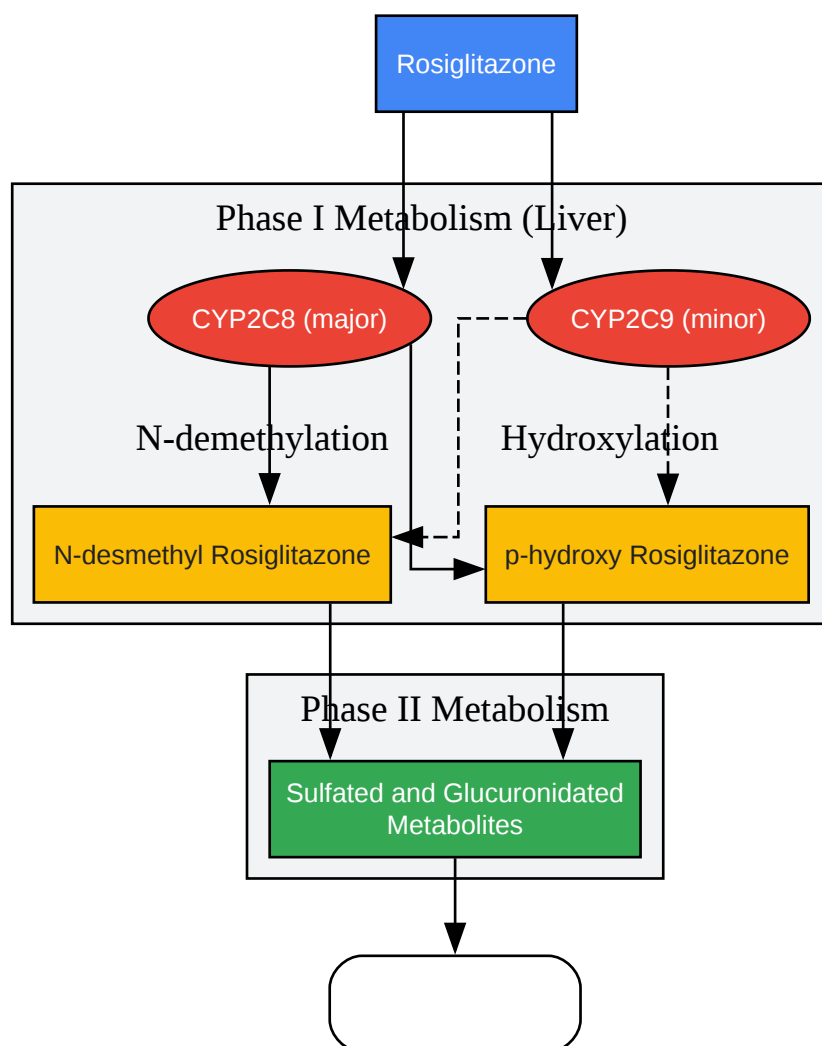 Rosiglitazone
Phase I Metabolism (Liver)
CYP2C8 (major)
CYP2C9 (minor)
N-demethylation
Hydroxylation
N-desmethyl Rosiglitazone
p-hydroxy Rosiglitazone
Phase II Metabolism
Sulfated and Glucuronidated
Metabolites